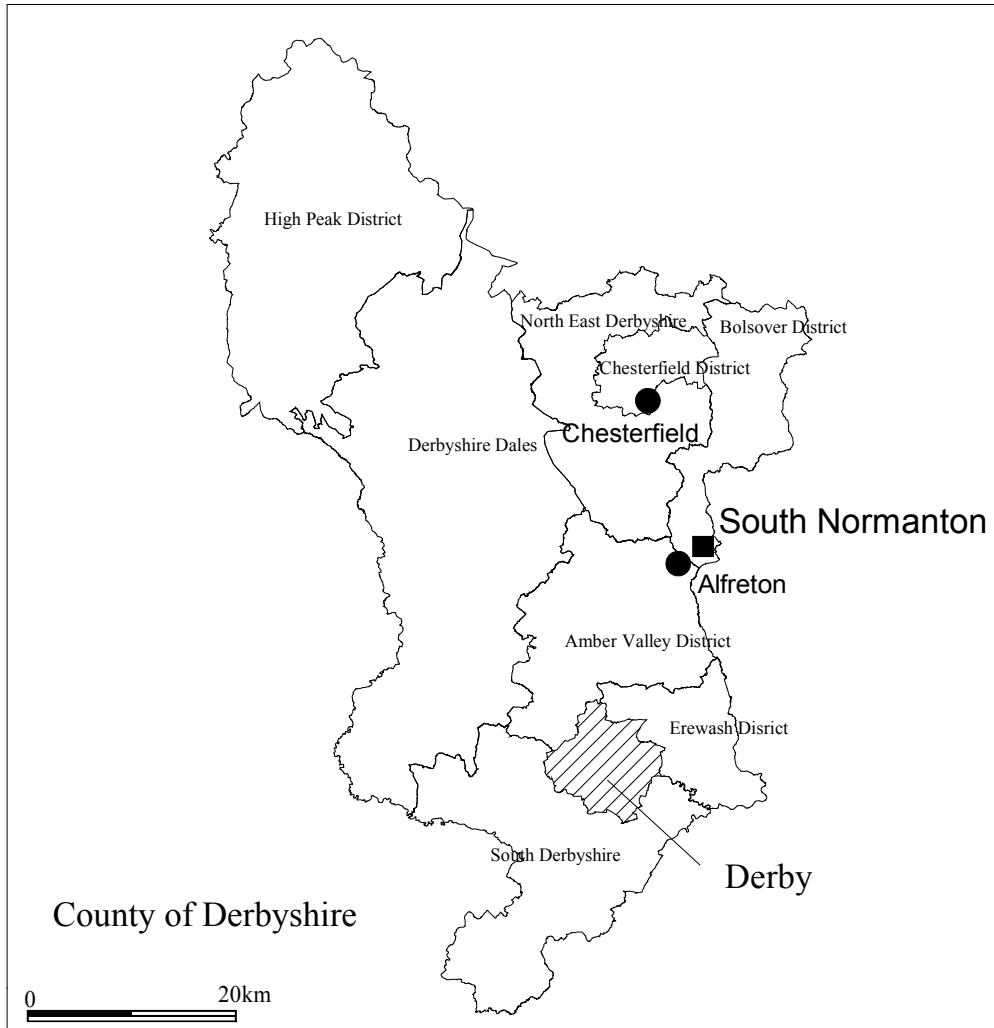 High Peak District
North East Derbyshire
Bolsover District
Chesterfield District
Chesterfield
Derbyshire Dales
South Normanton
Alfreton
Amber Valley District
Erewash Disrict
South Derbyshire
Derby
County of Derbyshire
0 20km